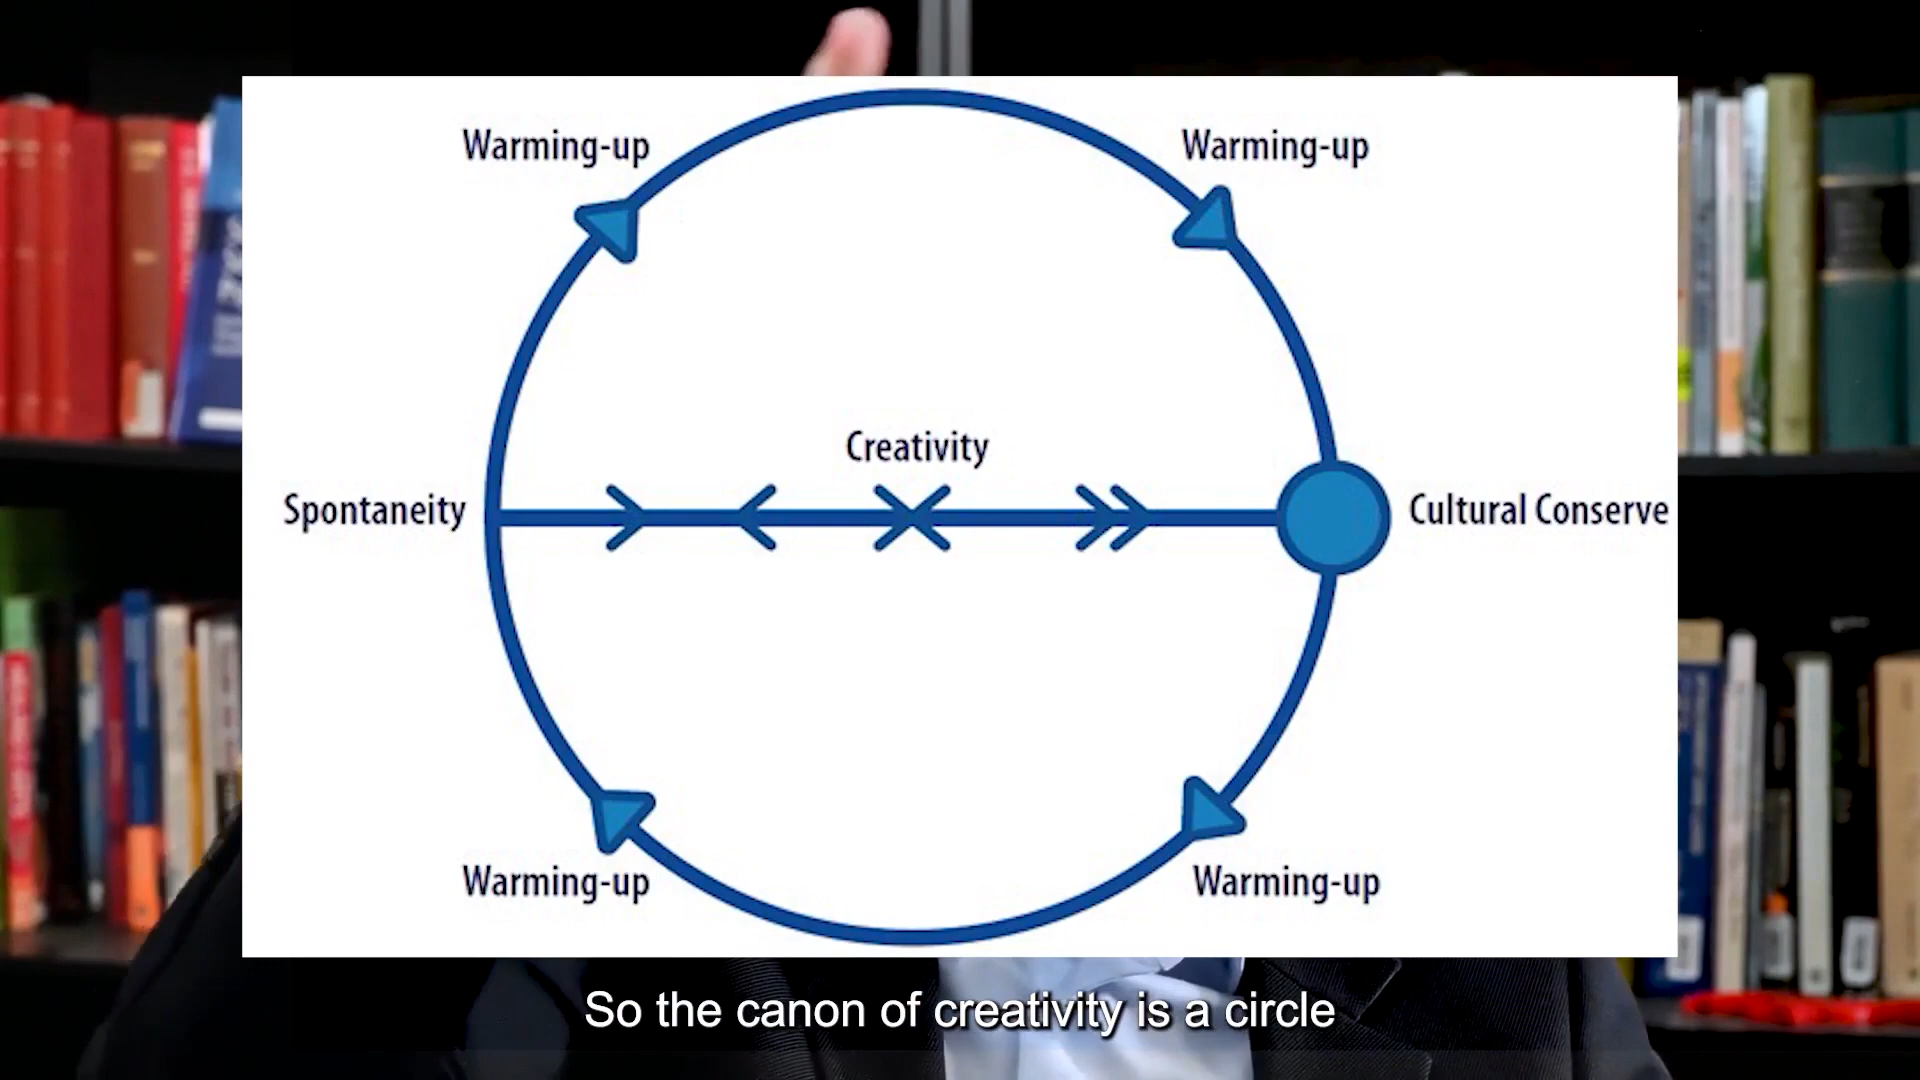 Warming-up
Warming-up
Creativity
Spontaneity
Cultural Conserve
Warming-up
Warming-up
So the canon of creativity is a circle